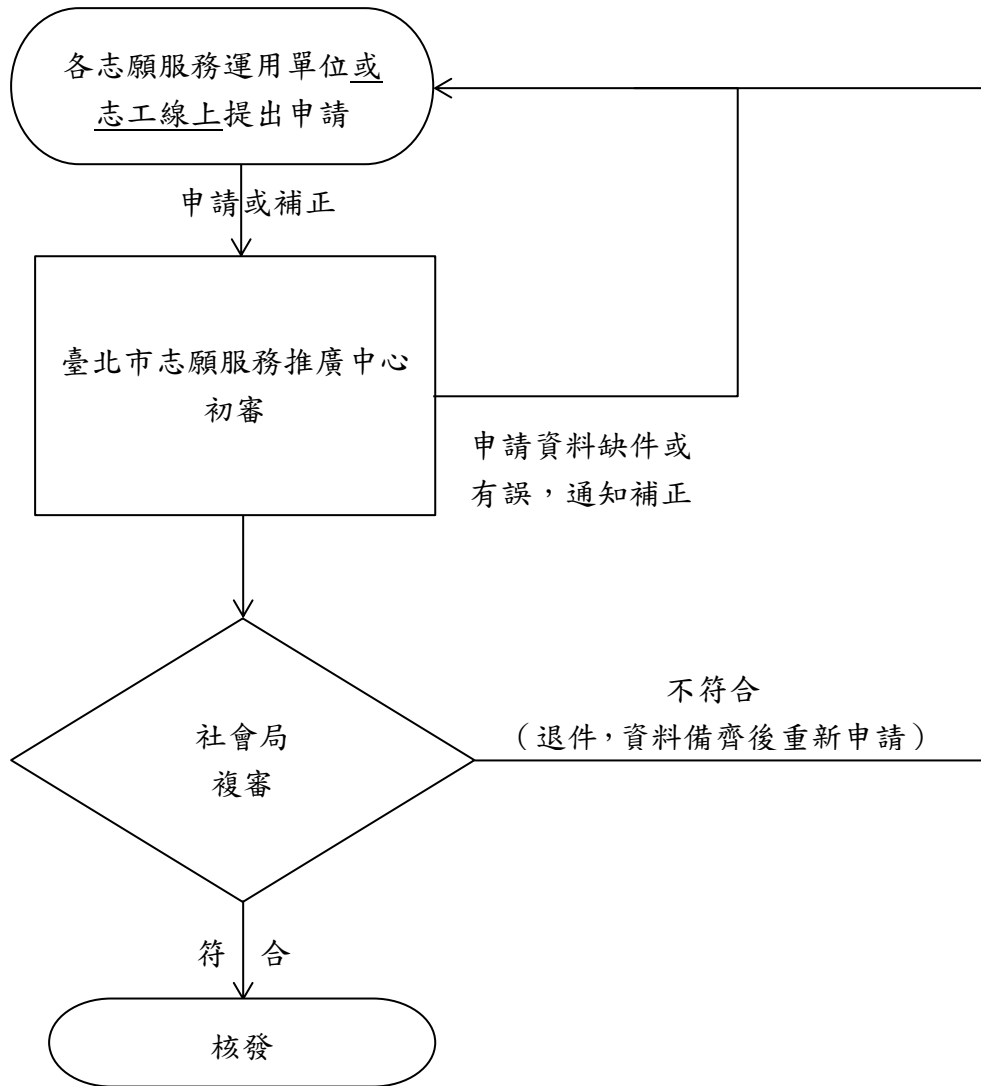 各志願服務運用單位或
志工線上提出申請
申請或補正
臺北市志願服務推廣中心
初審
申請資料缺件或
有誤，通知補正
社會局
複審
不符合
（退件，資料備齊後重新申請）
符 合
核發